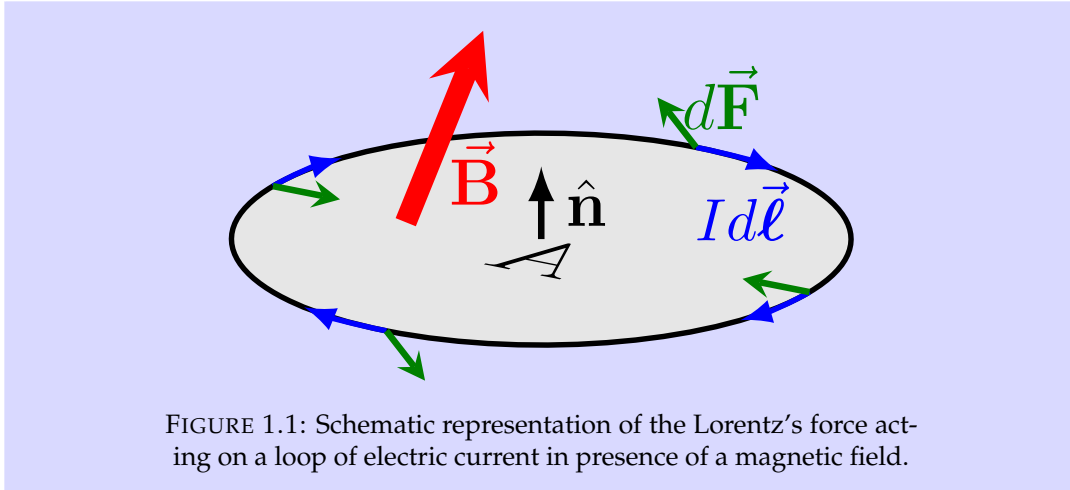 dF⃗
B⃗
n̂
Idℓ⃗
A
FIGURE 1.1: Schematic representation of the Lorentz's force act-
ing on a loop of electric current in presence of a magnetic field.